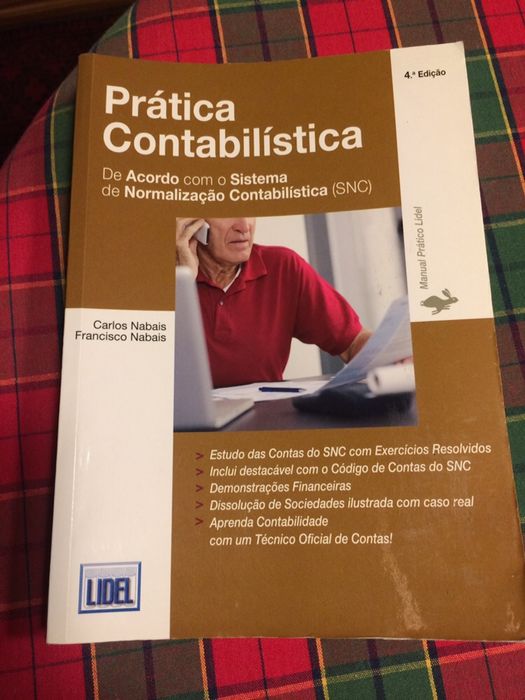 4.ª Edição
Prática
Contabilística
De Acordo com o Sistema
de Normalização Contabilística (SNC)
Manual Prático Lidel
Carlos Nabais
Francisco Nabais
> Estudo das Contas do SNC com Exercícios Resolvidos
> Inclui destacável com o Código de Contas do SNC
> Demonstrações Financeiras
> Dissolução de Sociedades ilustrada com caso real
> Aprenda Contabilidade
com um Técnico Oficial de Contas!
LIDEL